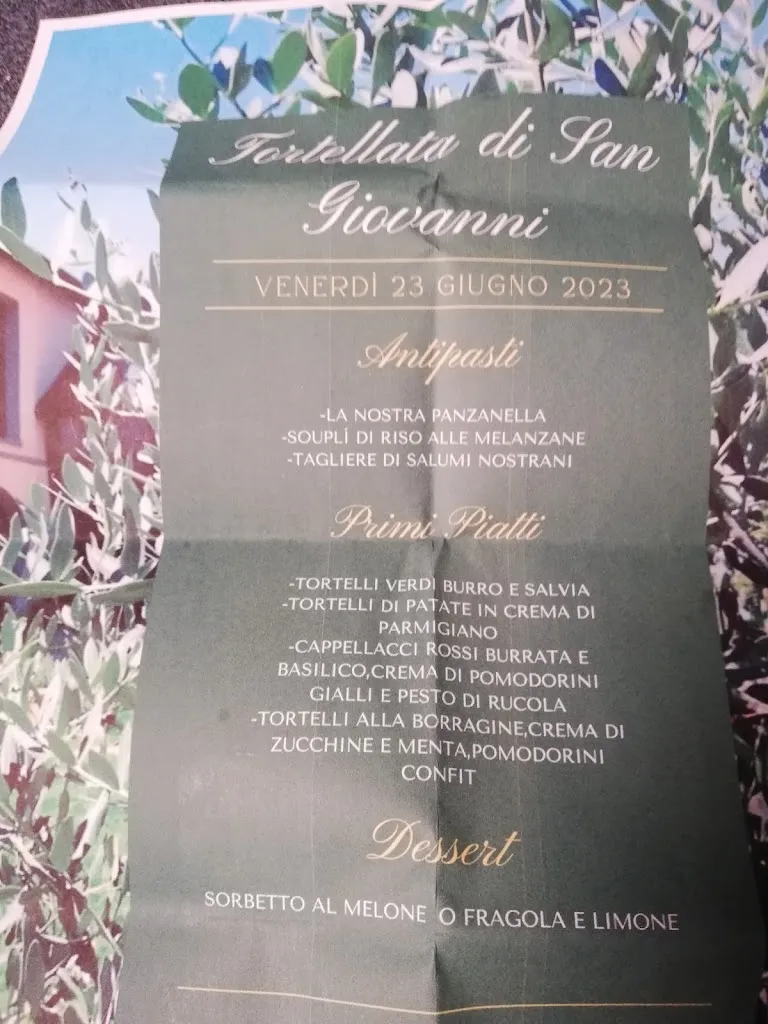 Tortellata di San
Giovanni
VENERDÌ 23 GIUGNO 2023
Antipasti
-LA NOSTRA PANZANELLA
-SOUPLÌ DI RISO ALLE MELANZANE
-TAGLIERE DI SALUMI NOSTRANI
Primi Piatti
-TORTELLI VERDI BURRO E SALVIA
-TORTELLI DI PATATE IN CREMA DI
PARMIGIANO
-CAPPELLACCI ROSSI BURRATA E
BASILICO,CREMA DI POMODORINI
GIALLI E PESTO DI RUCOLA
-TORTELLI ALLA BORRAGINE,CREMA DI
ZUCCHINE E MENTA,POMODORINI
CONFIT
Dessert
SORBETTO AL MELONE O FRAGOLA E LIMONE